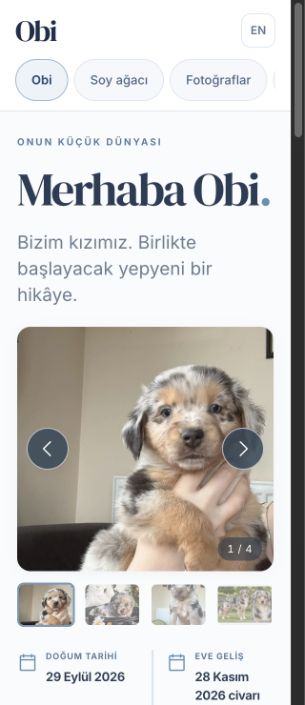 Obi
EN
Obi
Soy ağacı
Fotoğraflar
ONUN KÜÇÜK DÜNYASI
Merhaba Obi.
Bizim kızımız. Birlikte
başlayacak yepyeni bir
hikâye.
1 / 4
DOĞUM TARİHİ
29 Eylül 2026
EVE GELİŞ
28 Kasım
2026 civarı